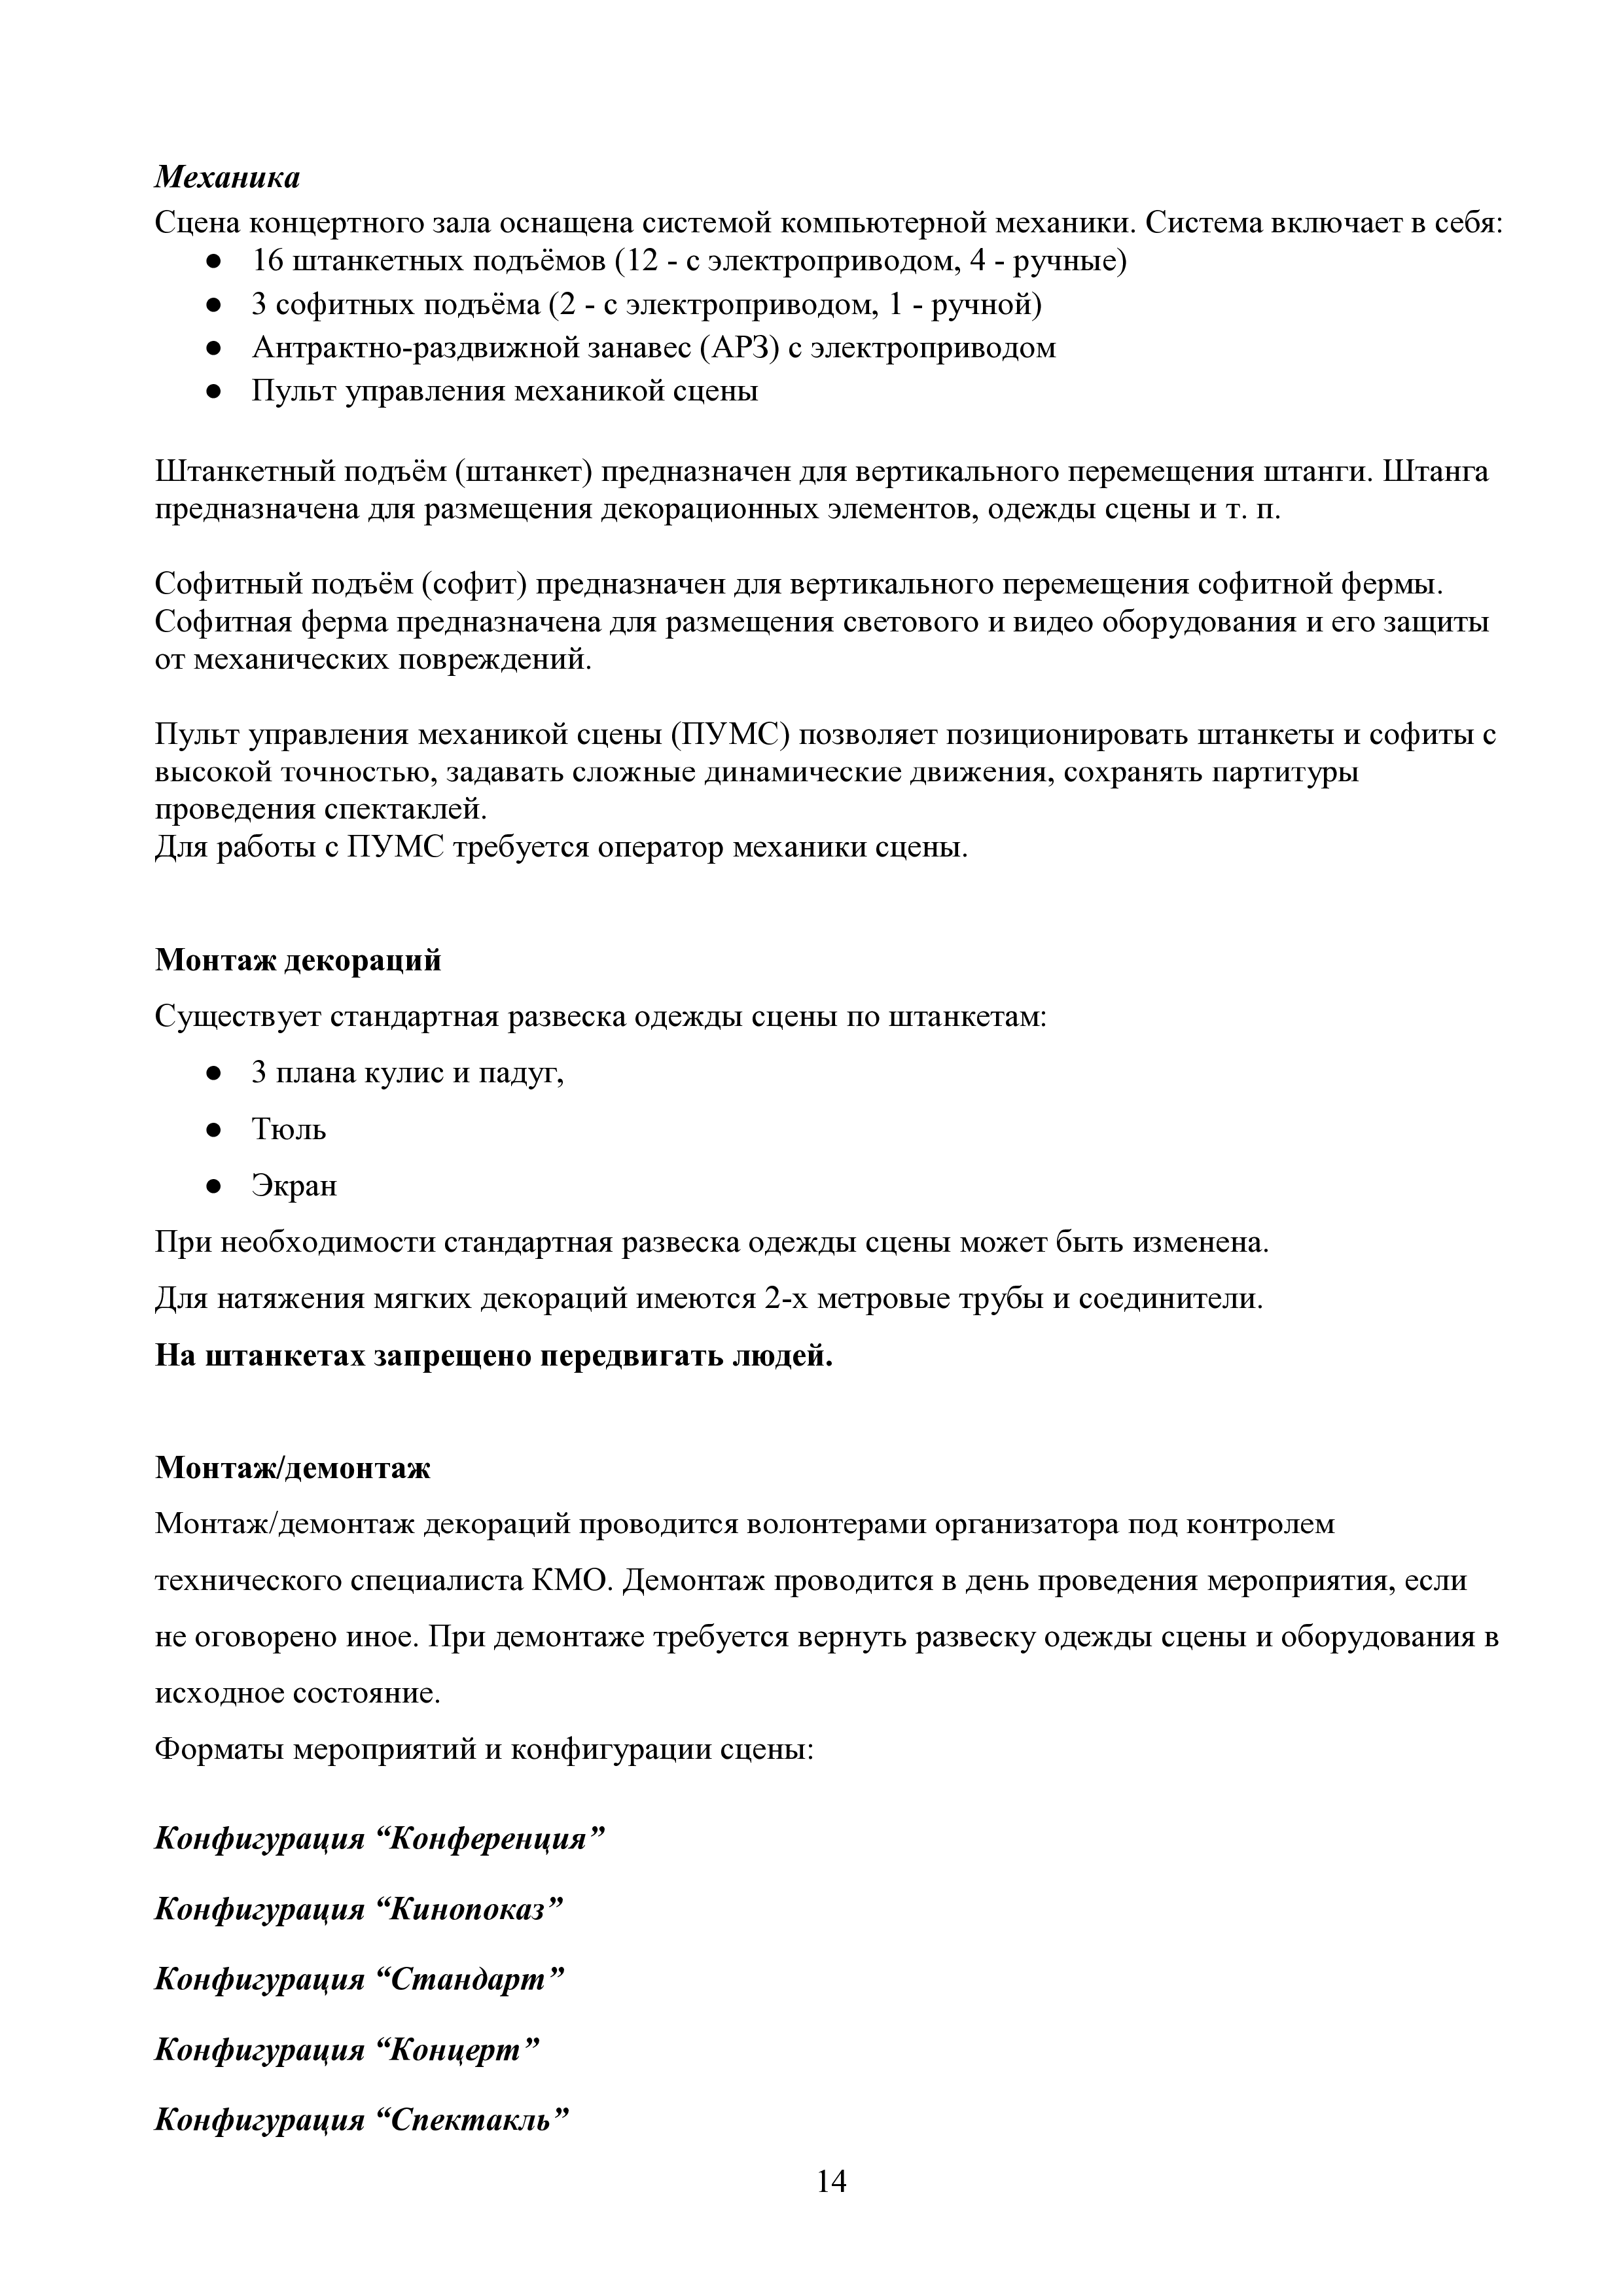 Механика
Сцена концертного зала оснащена системой компьютерной механики. Система включает в себя:
● 16 штанкетных подъёмов (12 - с электроприводом, 4 - ручные)
● 3 софитных подъёма (2 - с электроприводом, 1 - ручной)
● Антрактно-раздвижной занавес (АРЗ) с электроприводом
● Пульт управления механикой сцены
Штанкетный подъём (штанкет) предназначен для вертикального перемещения штанги. Штанга
предназначена для размещения декорационных элементов, одежды сцены и т. п.
Софитный подъём (софит) предназначен для вертикального перемещения софитной фермы.
Софитная ферма предназначена для размещения светового и видео оборудования и его защиты
от механических повреждений.
Пульт управления механикой сцены (ПУМС) позволяет позиционировать штанкеты и софиты с
высокой точностью, задавать сложные динамические движения, сохранять партитуры
проведения спектаклей.
Для работы с ПУМС требуется оператор механики сцены.
Монтаж декораций
Существует стандартная развеска одежды сцены по штанкетам:
● 3 плана кулис и падуг,
● Тюль
● Экран
При необходимости стандартная развеска одежды сцены может быть изменена.
Для натяжения мягких декораций имеются 2-х метровые трубы и соединители.
На штанкетах запрещено передвигать людей.
Монтаж/демонтаж
Монтаж/демонтаж декораций проводится волонтерами организатора под контролем
технического специалиста КМО. Демонтаж проводится в день проведения мероприятия, если
не оговорено иное. При демонтаже требуется вернуть развеску одежды сцены и оборудования в
исходное состояние.
Форматы мероприятий и конфигурации сцены:
Конфигурация “Конференция”
Конфигурация “Кинопоказ”
Конфигурация “Стандарт”
Конфигурация “Концерт”
Конфигурация “Спектакль”
14